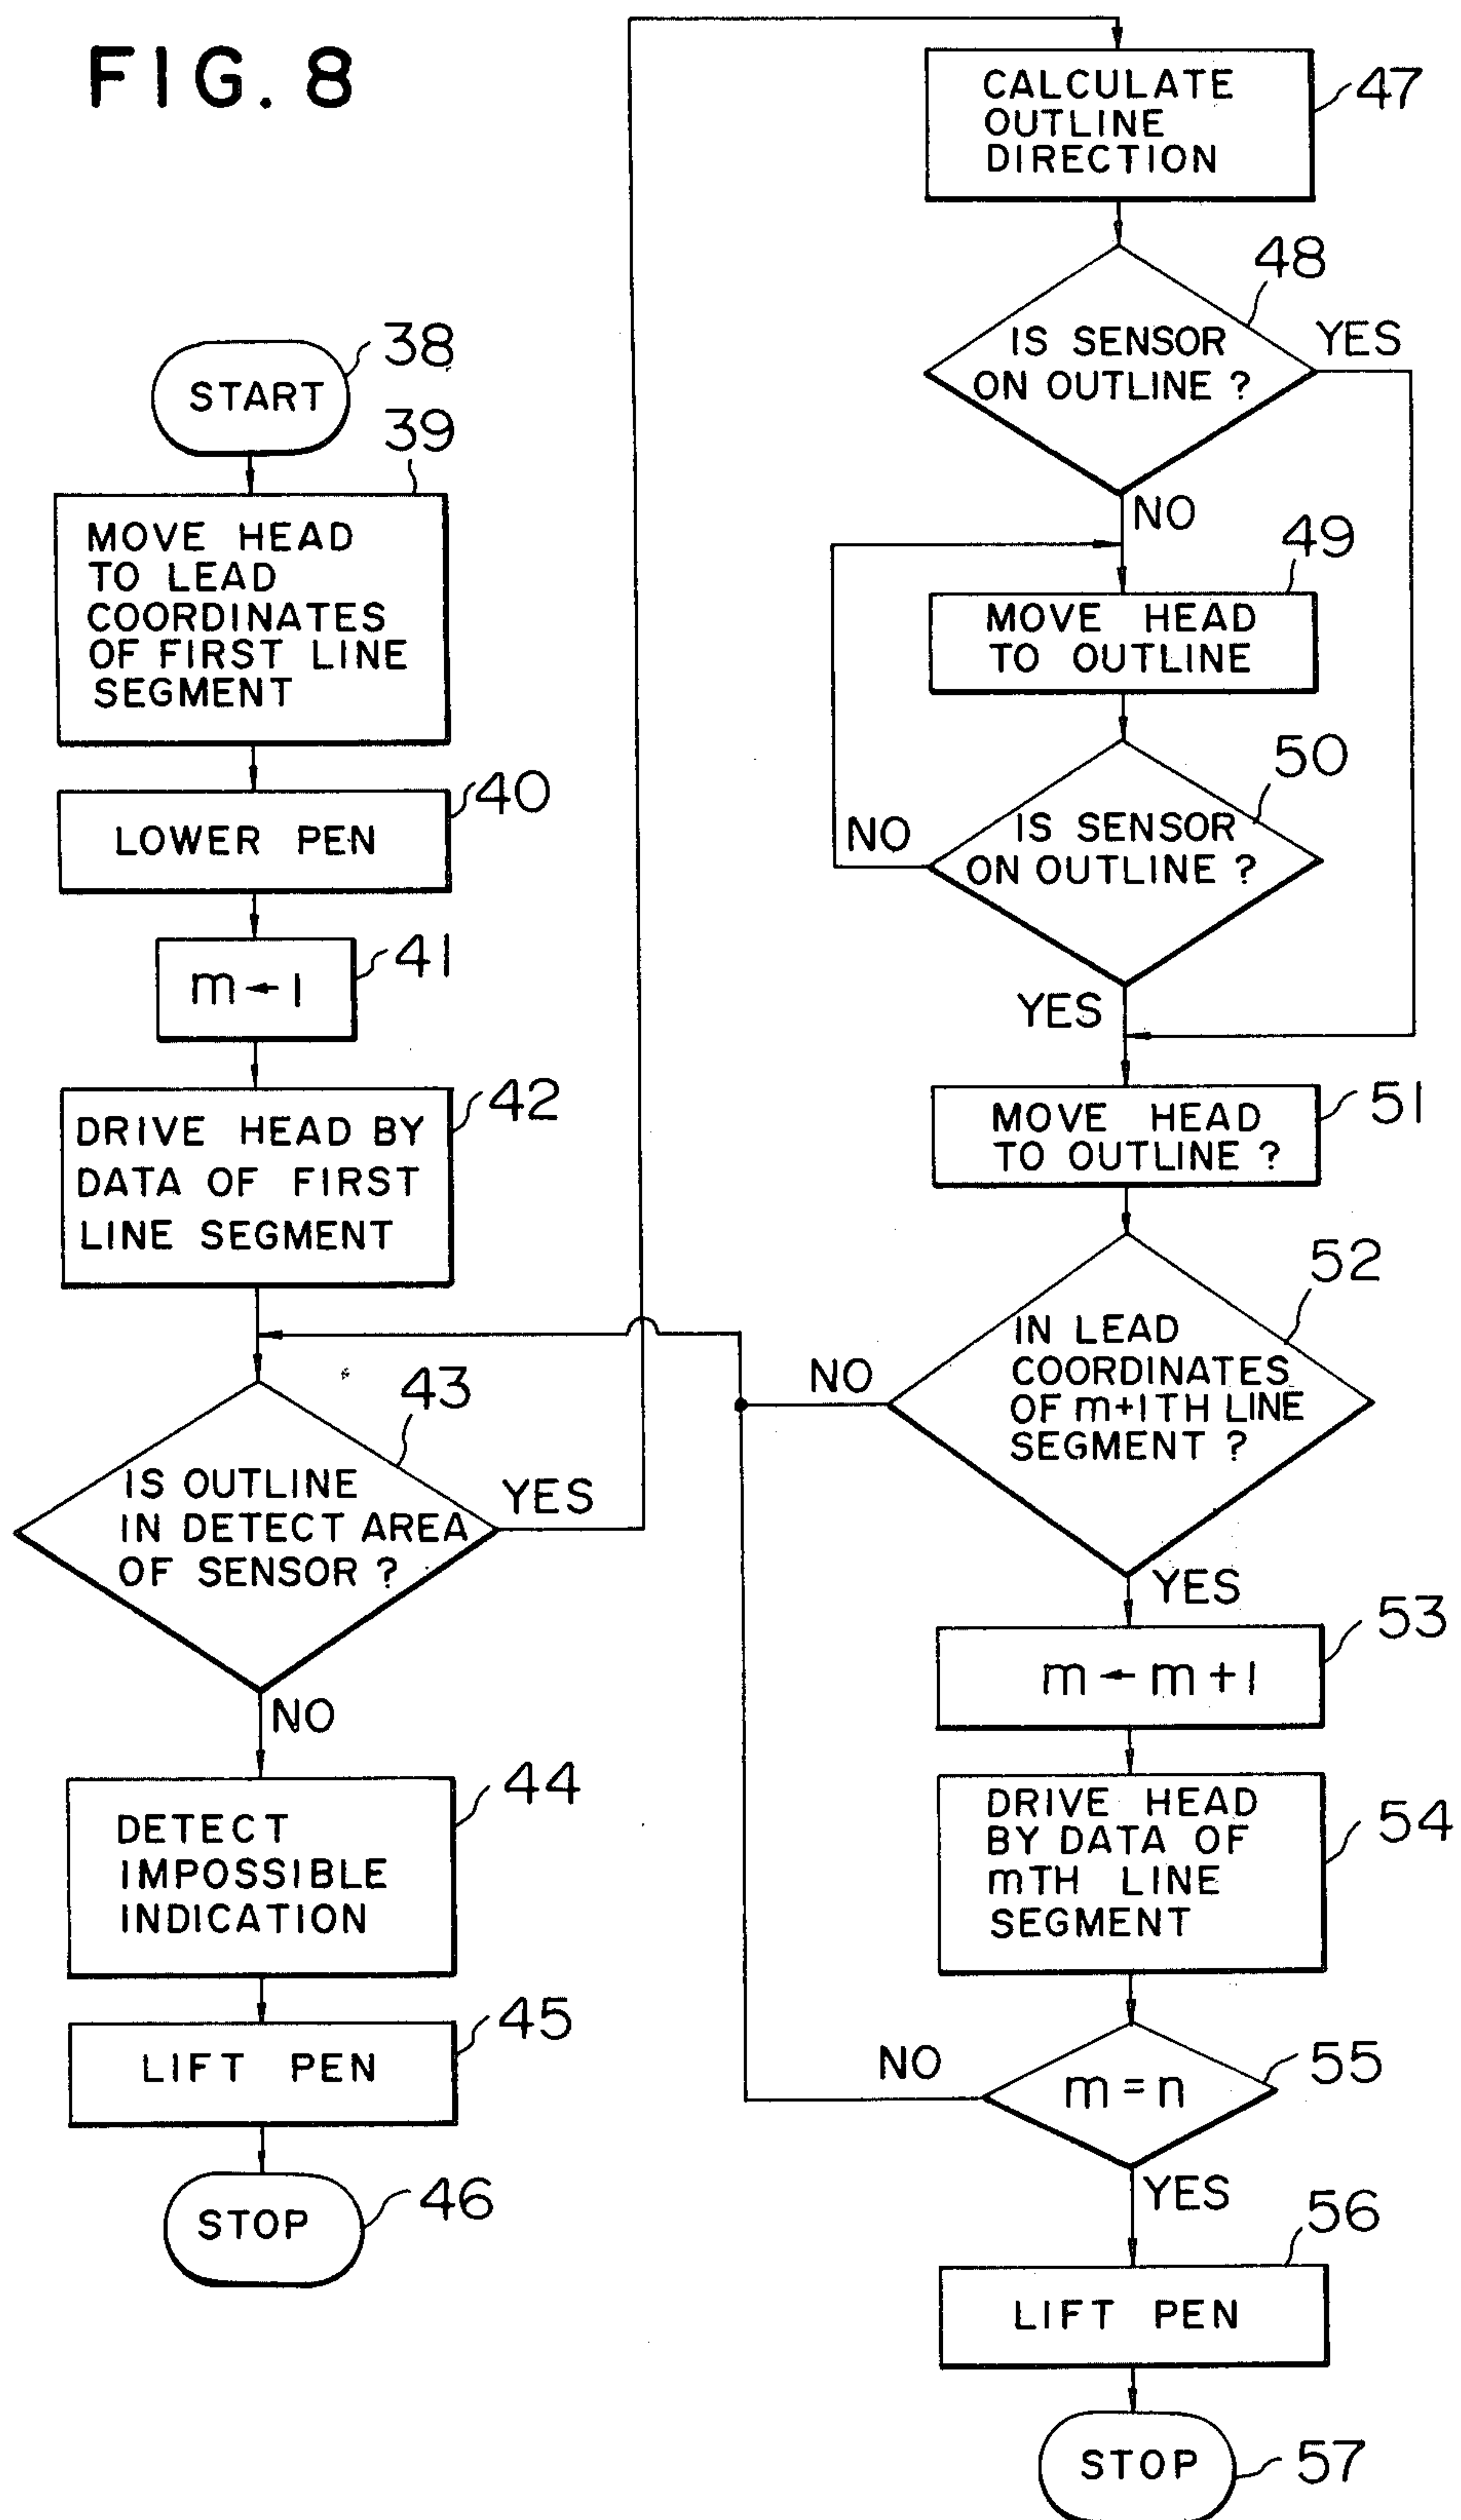 FIG. 8
38
START
39
MOVE HEAD
TO LEAD
COORDINATES
OF FIRST LINE
SEGMENT
40
LOWER PEN
41
m ← 1
42
DRIVE HEAD BY
DATA OF FIRST
LINE SEGMENT
43
IS OUTLINE
IN DETECT AREA
OF SENSOR ?
YES
NO
44
DETECT
IMPOSSIBLE
INDICATION
45
LIFT PEN
46
STOP
47
CALCULATE
OUTLINE
DIRECTION
48
IS SENSOR
ON OUTLINE ?
YES
NO
49
MOVE HEAD
TO OUTLINE
50
IS SENSOR
ON OUTLINE ?
NO
YES
51
MOVE HEAD
TO OUTLINE ?
52
IN LEAD
COORDINATES
OF m+1TH LINE
SEGMENT ?
NO
YES
53
m ← m + 1
54
DRIVE HEAD
BY DATA OF
mTH LINE
SEGMENT
55
m = n
NO
YES
56
LIFT PEN
57
STOP